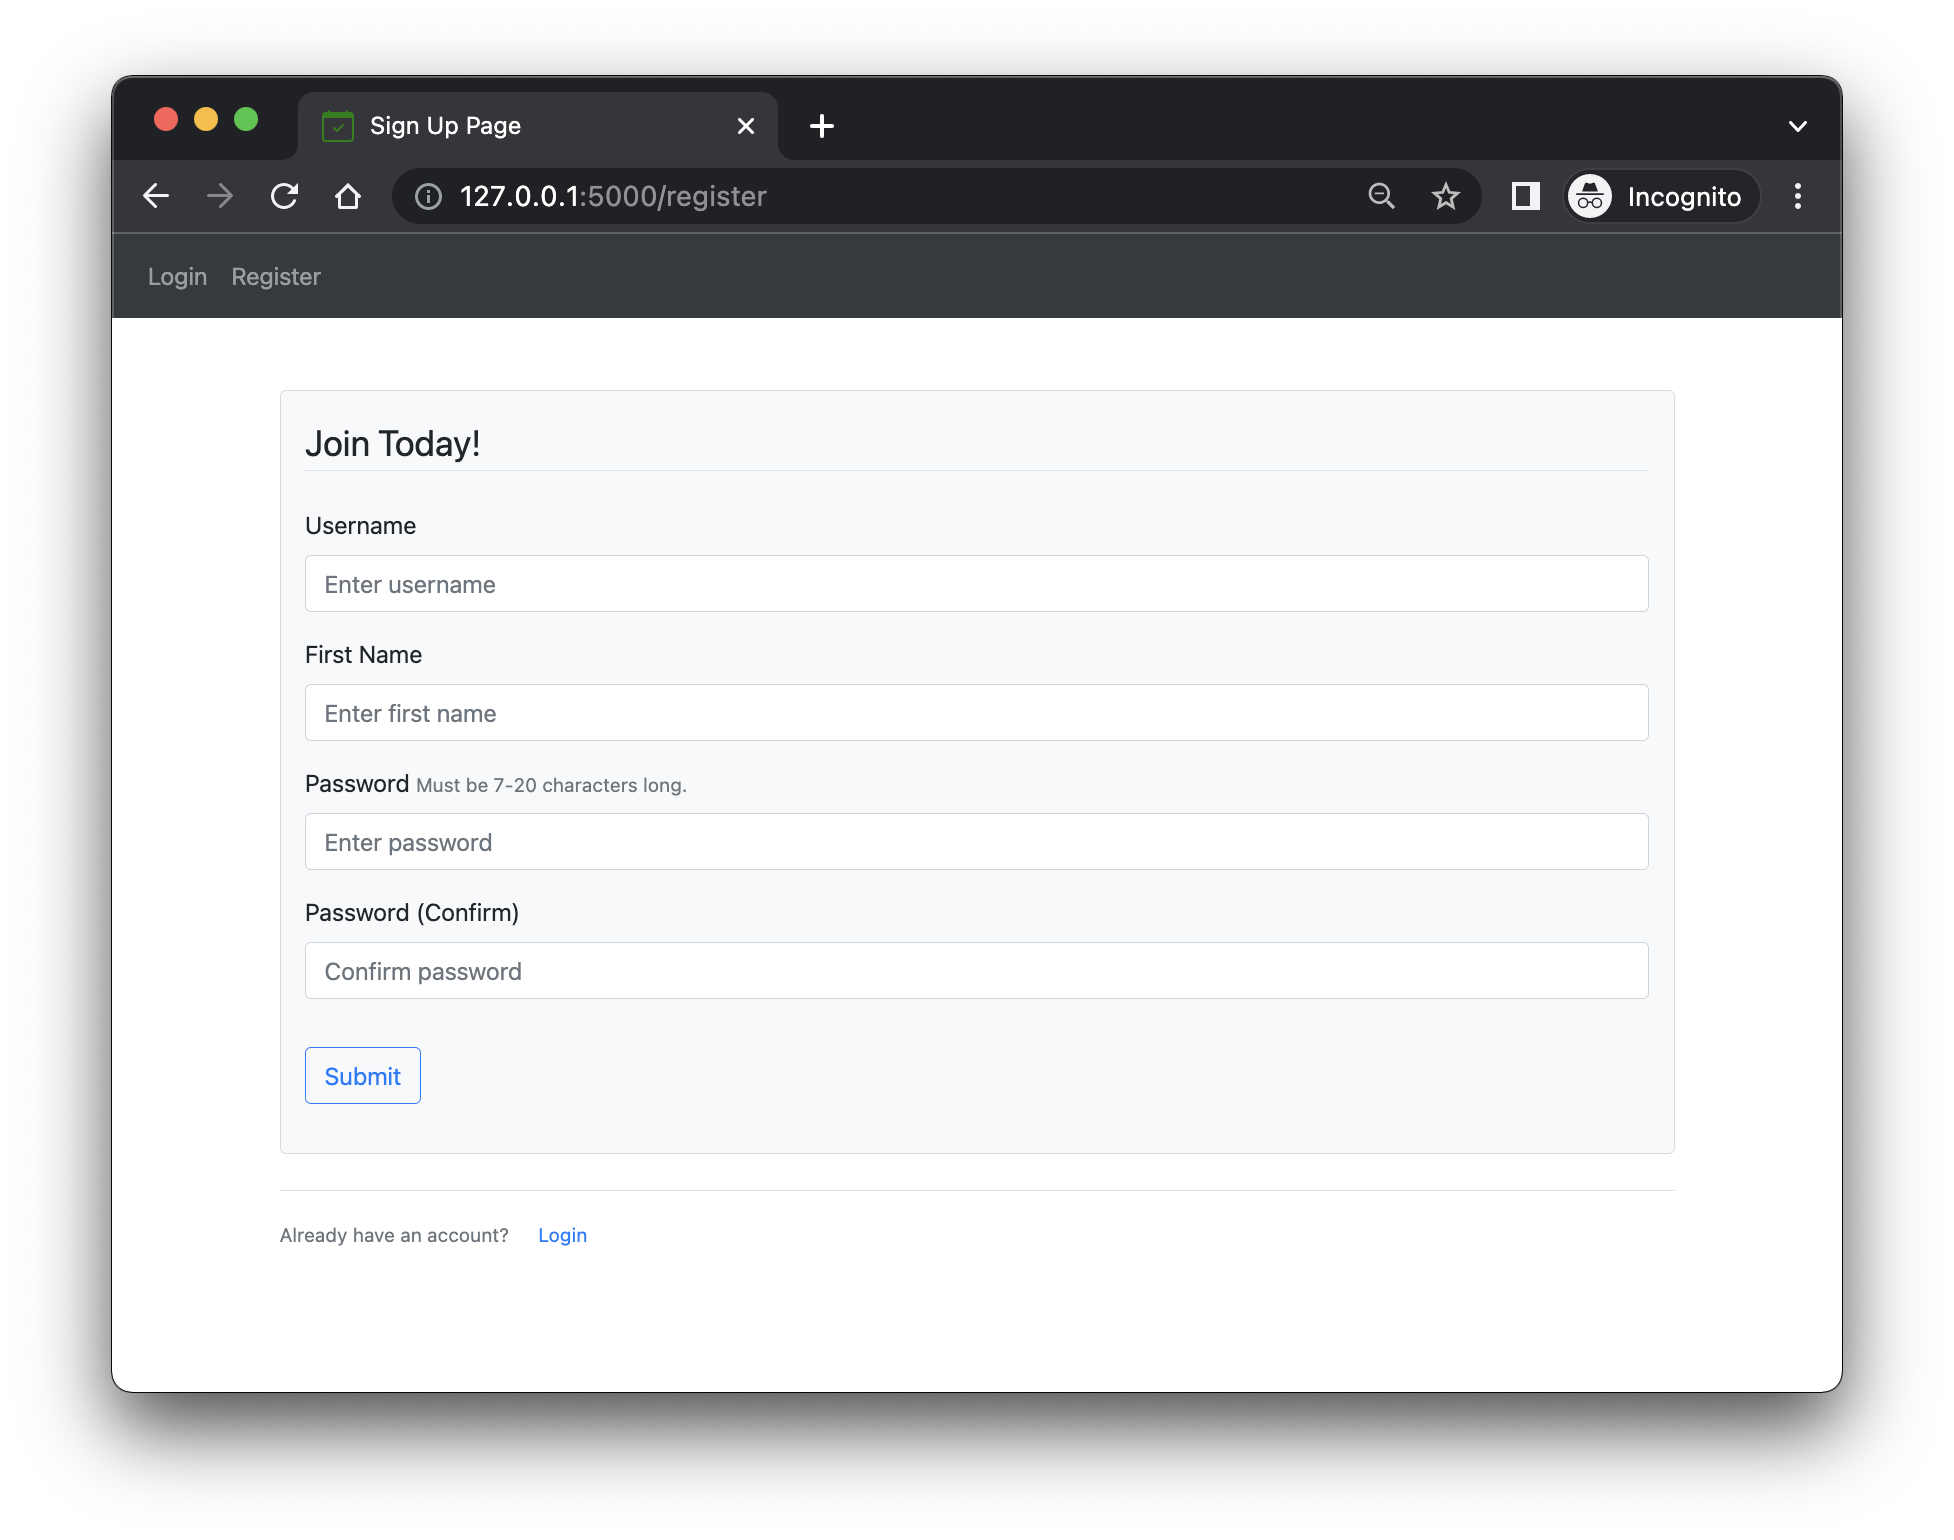 Sign Up Page
127.0.0.1:5000/register
Incognito
Login Register
Join Today!
Username
Enter username
First Name
Enter first name
Password Must be 7-20 characters long.
Enter password
Password (Confirm)
Confirm password
Submit
Already have an account? Login